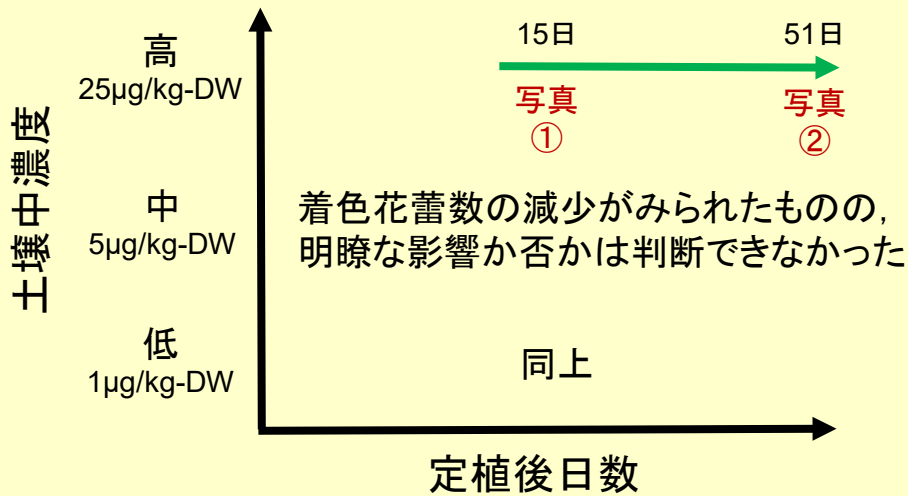 土壌中濃度
高
25µg/kg-DW
15日
51日
写真
①
写真
②
中
5µg/kg-DW
着色花蕾数の減少がみられたものの，
明瞭な影響か否かは判断できなかった
低
1µg/kg-DW
同上
定植後日数